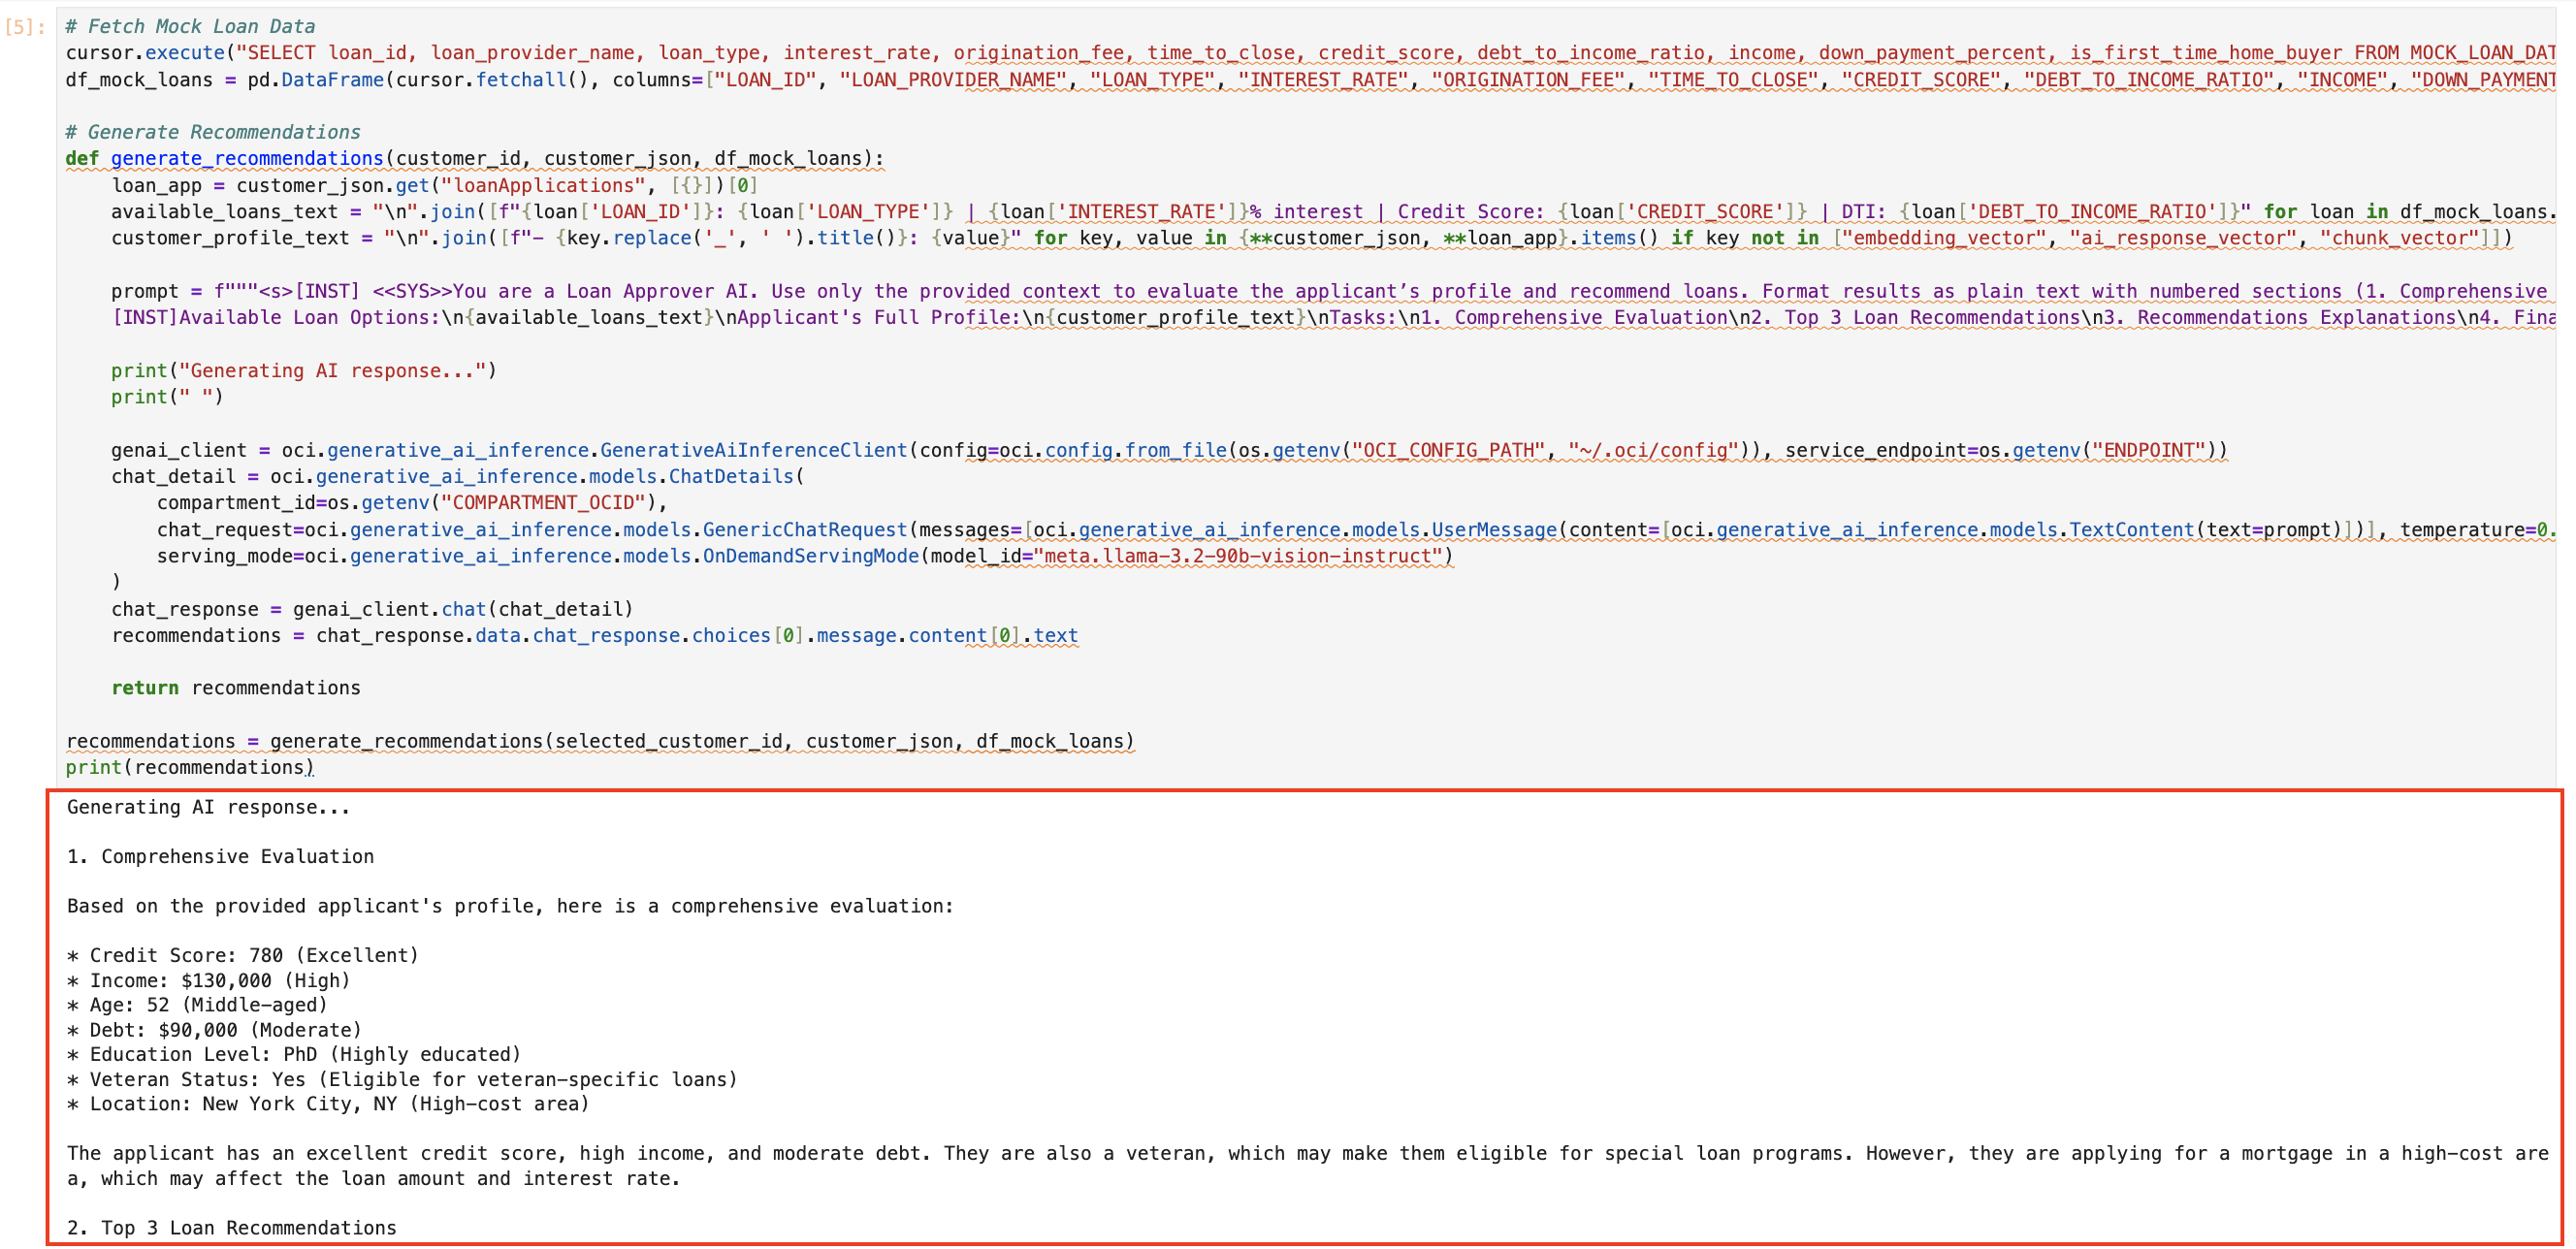 [5]:
# Fetch Mock Loan Data
cursor.execute("SELECT loan_id, loan_provider_name, loan_type, interest_rate, origination_fee, time_to_close, credit_score, debt_to_income_ratio, income, down_payment_percent, is_first_time_home_buyer FROM MOCK_LOAN_DAT
df_mock_loans = pd.DataFrame(cursor.fetchall(), columns=["LOAN_ID", "LOAN_PROVIDER_NAME", "LOAN_TYPE", "INTEREST_RATE", "ORIGINATION_FEE", "TIME_TO_CLOSE", "CREDIT_SCORE", "DEBT_TO_INCOME_RATIO", "INCOME", "DOWN_PAYMENT
# Generate Recommendations
def generate_recommendations(customer_id, customer_json, df_mock_loans):
    loan_app = customer_json.get("loanApplications", [{}])[0]
    available_loans_text = "\n".join([f"{loan['LOAN_ID']}: {loan['LOAN_TYPE']} | {loan['INTEREST_RATE']}% interest | Credit Score: {loan['CREDIT_SCORE']} | DTI: {loan['DEBT_TO_INCOME_RATIO']}" for loan in df_mock_loans.
    customer_profile_text = "\n".join([f"- {key.replace('_', ' ').title()}: {value}" for key, value in {**customer_json, **loan_app}.items() if key not in ["embedding_vector", "ai_response_vector", "chunk_vector"]])
    prompt = f"""<s>[INST] <<SYS>>You are a Loan Approver AI. Use only the provided context to evaluate the applicant’s profile and recommend loans. Format results as plain text with numbered sections (1. Comprehensive
    [INST]Available Loan Options:\n{available_loans_text}\nApplicant's Full Profile:\n{customer_profile_text}\nTasks:\n1. Comprehensive Evaluation\n2. Top 3 Loan Recommendations\n3. Recommendations Explanations\n4. Fina
    print("Generating AI response...")
    print(" ")
    genai_client = oci.generative_ai_inference.GenerativeAiInferenceClient(config=oci.config.from_file(os.getenv("OCI_CONFIG_PATH", "~/.oci/config")), service_endpoint=os.getenv("ENDPOINT"))
    chat_detail = oci.generative_ai_inference.models.ChatDetails(
        compartment_id=os.getenv("COMPARTMENT_OCID"),
        chat_request=oci.generative_ai_inference.models.GenericChatRequest(messages=[oci.generative_ai_inference.models.UserMessage(content=[oci.generative_ai_inference.models.TextContent(text=prompt)])], temperature=0.
        serving_mode=oci.generative_ai_inference.models.OnDemandServingMode(model_id="meta.llama-3.2-90b-vision-instruct")
    )
    chat_response = genai_client.chat(chat_detail)
    recommendations = chat_response.data.chat_response.choices[0].message.content[0].text
    return recommendations
recommendations = generate_recommendations(selected_customer_id, customer_json, df_mock_loans)
print(recommendations)
Generating AI response...
1. Comprehensive Evaluation
Based on the provided applicant's profile, here is a comprehensive evaluation:
* Credit Score: 780 (Excellent)
* Income: $130,000 (High)
* Age: 52 (Middle-aged)
* Debt: $90,000 (Moderate)
* Education Level: PhD (Highly educated)
* Veteran Status: Yes (Eligible for veteran-specific loans)
* Location: New York City, NY (High-cost area)
The applicant has an excellent credit score, high income, and moderate debt. They are also a veteran, which may make them eligible for special loan programs. However, they are applying for a mortgage in a high-cost are
a, which may affect the loan amount and interest rate.
2. Top 3 Loan Recommendations